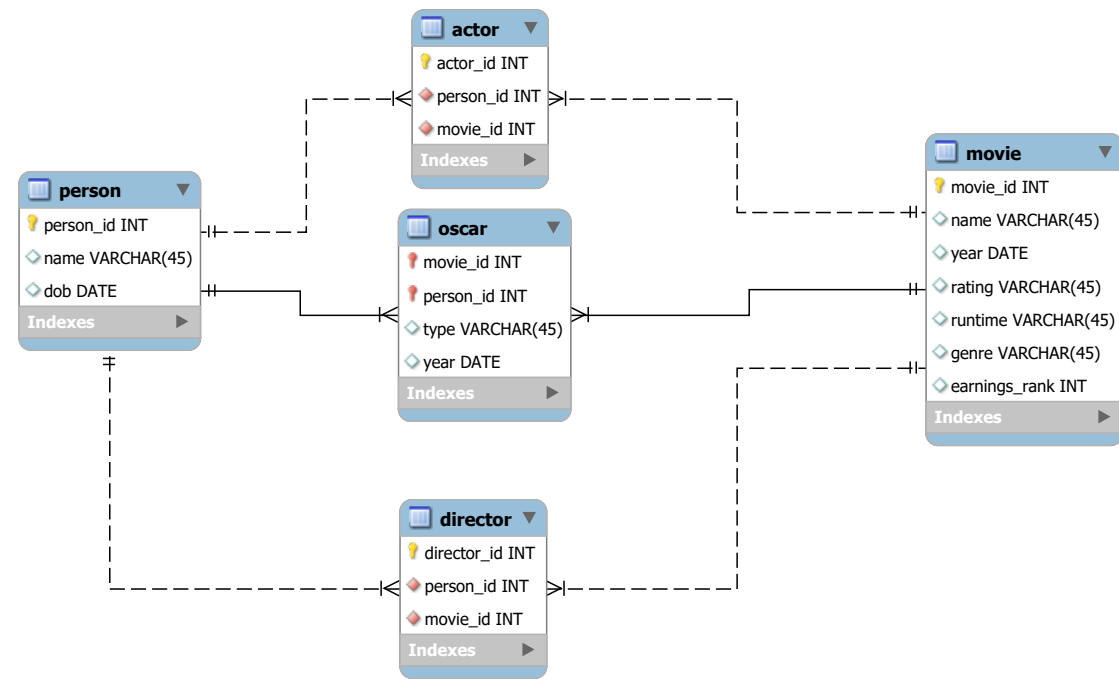 actor
actor_id INT
person_id INT
movie_id INT
Indexes
person
person_id INT
name VARCHAR(45)
dob DATE
Indexes
oscar
movie_id INT
person_id INT
type VARCHAR(45)
year DATE
Indexes
movie
movie_id INT
name VARCHAR(45)
year DATE
rating VARCHAR(45)
runtime VARCHAR(45)
genre VARCHAR(45)
earnings_rank INT
Indexes
director
director_id INT
person_id INT
movie_id INT
Indexes